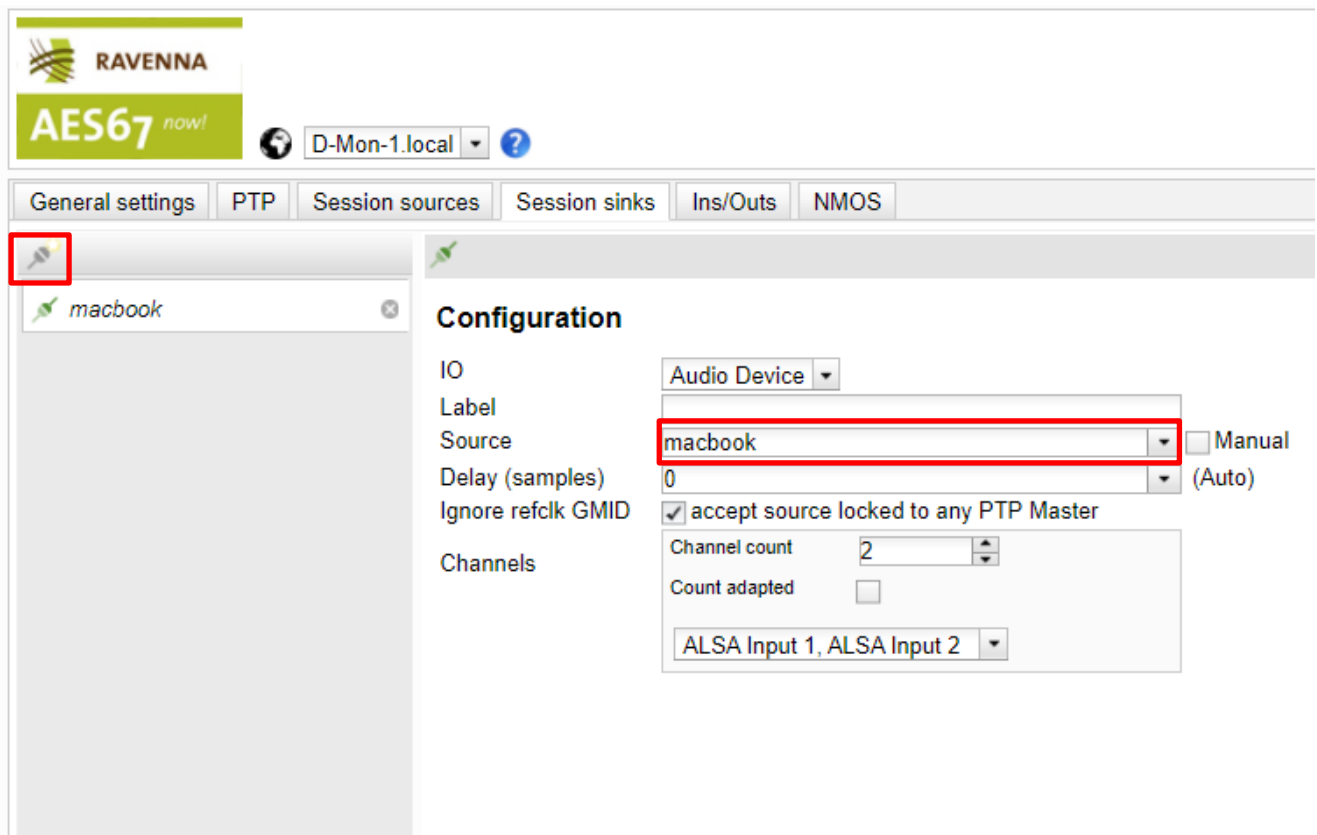 RAVENNA
AES67 now!
D-Mon-1.local
General settings PTP Session sources Session sinks Ins/Outs NMOS
macbook
Configuration
IO Audio Device
Label
Source macbook Manual
Delay (samples) 0 (Auto)
Ignore refclk GMID accept source locked to any PTP Master
Channels
Channel count 2
Count adapted
ALSA Input 1, ALSA Input 2